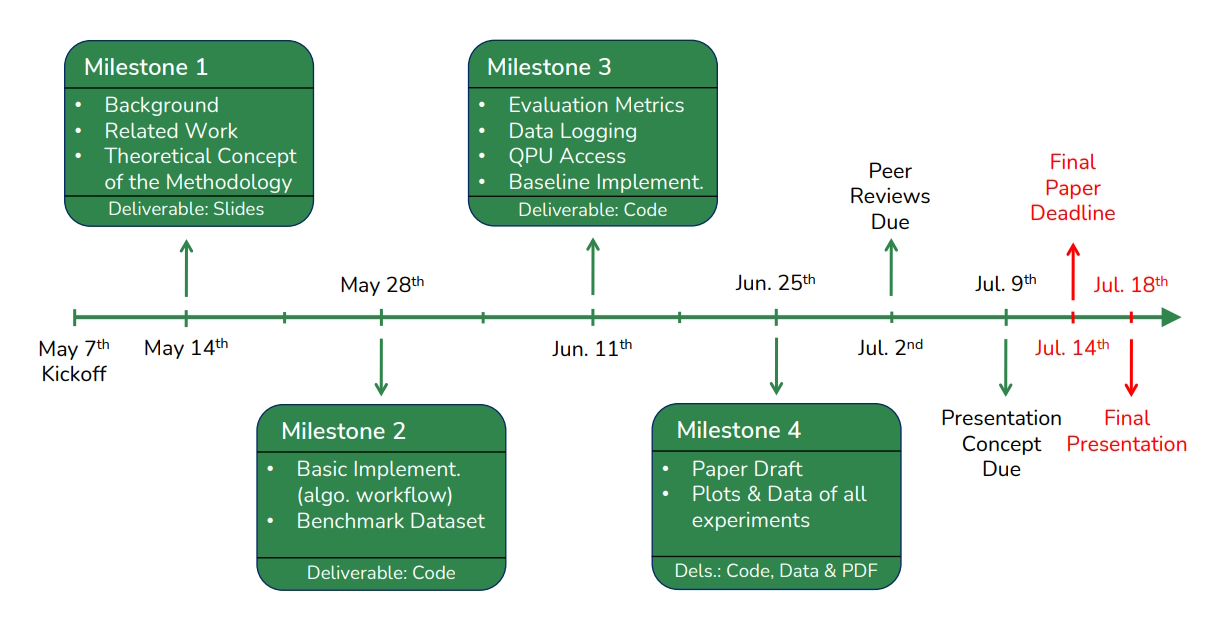 Milestone 1
• Background
• Related Work
• Theoretical Concept
of the Methodology
Deliverable: Slides
Milestone 3
• Evaluation Metrics
• Data Logging
• QPU Access
• Baseline Implement.
Deliverable: Code
Peer
Reviews
Due
Final
Paper
Deadline
May 28th
Jun. 25th
Jul. 9th
Jul. 18th
May 7th
Kickoff
May 14th
Jun. 11th
Jul. 2nd
Jul. 14th
Milestone 2
• Basic Implement.
(algo. workflow)
• Benchmark Dataset
Deliverable: Code
Milestone 4
• Paper Draft
• Plots & Data of all
experiments
Dels.: Code, Data & PDF
Presentation
Concept
Due
Final
Presentation